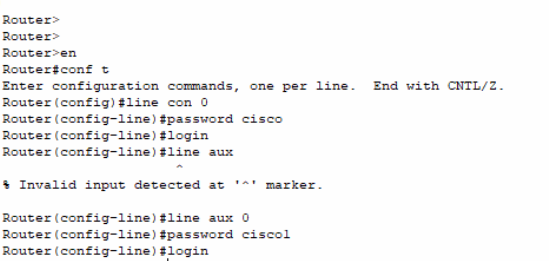 Router>
Router>
Router>en
Router#conf t
Enter configuration commands, one per line.  End with CNTL/Z.
Router(config)#line con 0
Router(config-line)#password cisco
Router(config-line)#login
Router(config-line)#line aux
^
% Invalid input detected at '^' marker.
Router(config-line)#line aux 0
Router(config-line)#password cisco1
Router(config-line)#login